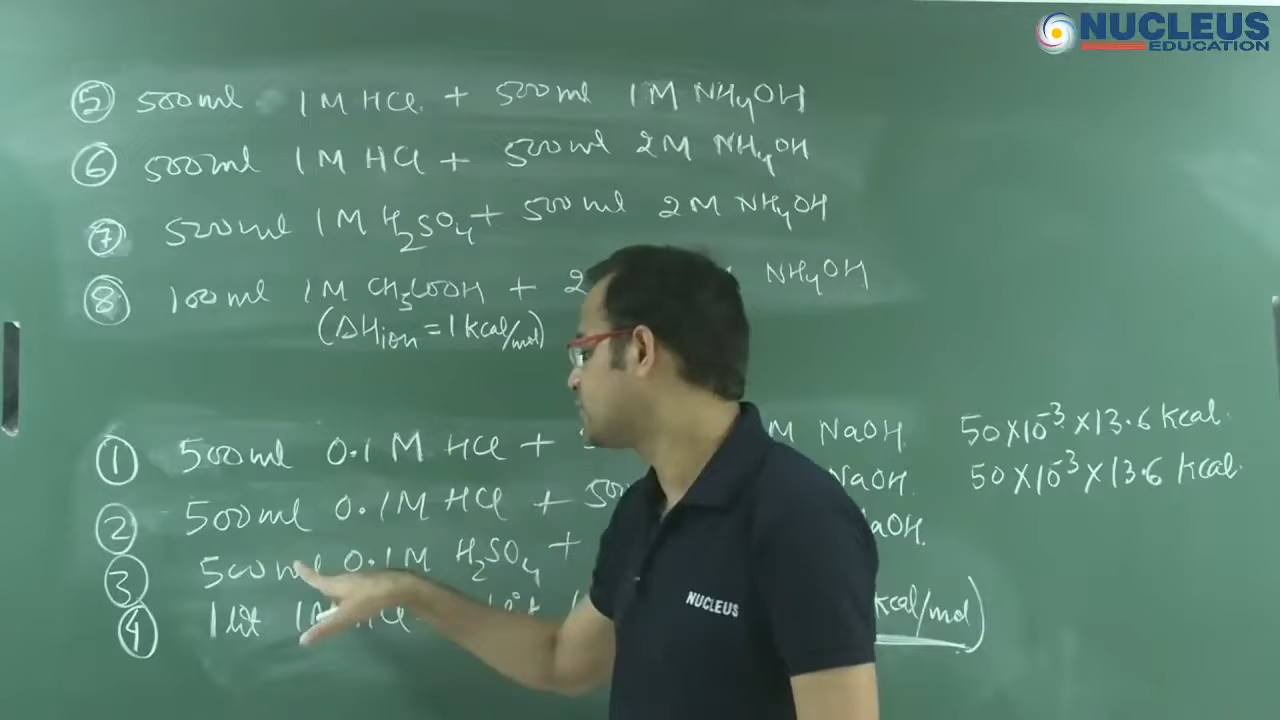 NUCLEUS
EDUCATION
⑤ 500ml 1M HCl + 500ml 1M NH4OH
⑥ 500ml 1M HCl + 500ml 2M NH4OH
⑦ 500ml 1M H2SO4 + 500ml 2M NH4OH
⑧ 100ml 1M CH3COOH + 2 NH4OH
(ΔHion = 1 kcal/mol)
① 500ml 0.1M HCl + M NaOH 50×10^-3 ×13.6 Kcal.
② 500ml 0.1M HCl + 500 NaOH. 50×10^-3 ×13.6 Kcal.
③ 500ml 0.1M H2SO4 + NaOH.
④ 1 lit kcal/mol)
NUCLEUS